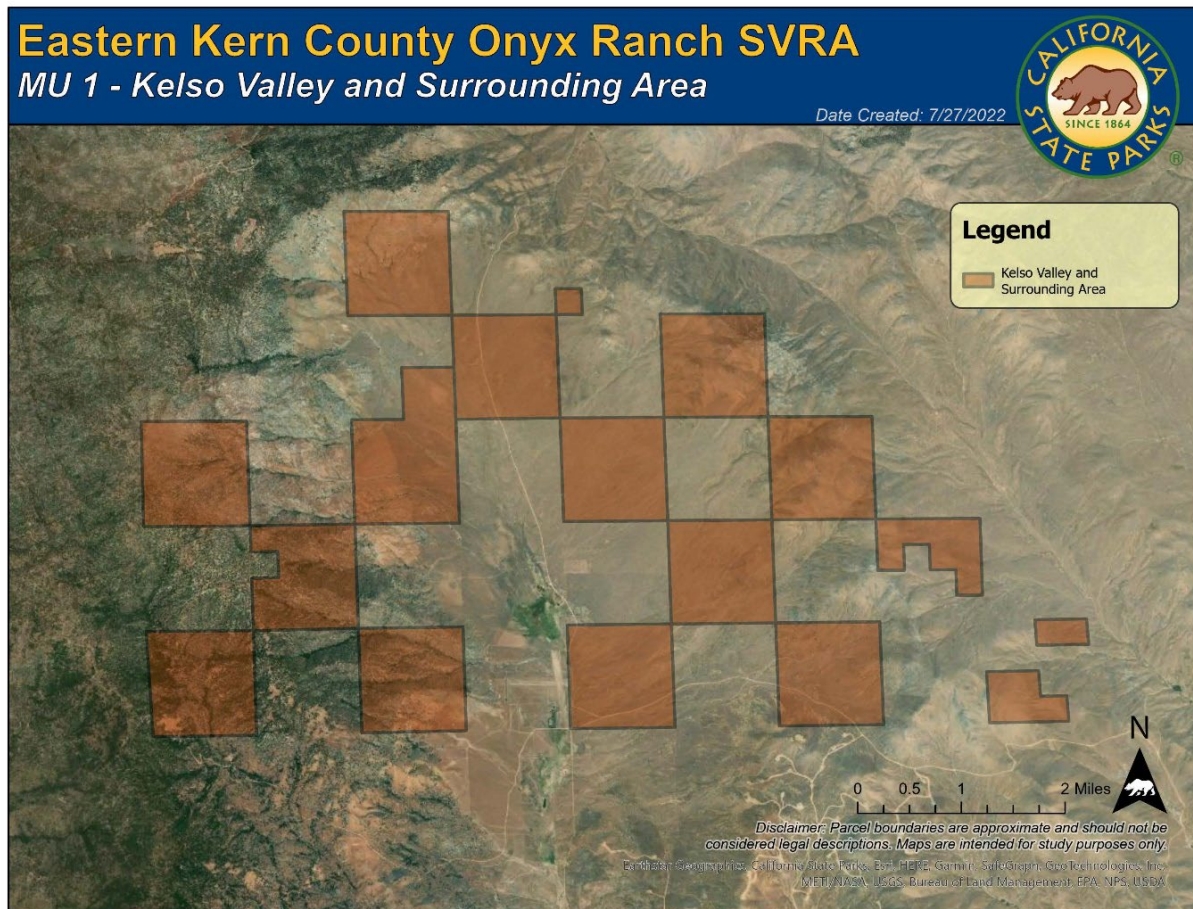 Eastern Kern County Onyx Ranch SVRA
MU 1 - Kelso Valley and Surrounding Area
Date Created: 7/27/2022
CALIFORNIA
SINCE 1864
STATE PARKS
®
Legend
Kelso Valley and
Surrounding Area
N
0 0.5 1 2 Miles
Disclaimer: Parcel boundaries are approximate and should not be
considered legal descriptions. Maps are intended for study purposes only.
Earthstar Geographics, California State Parks, Esri, HERE, Garmin, SafeGraph, GeoTechnologies, Inc,
METI/NASA, USGS, Bureau of Land Management, EPA, NPS, USDA